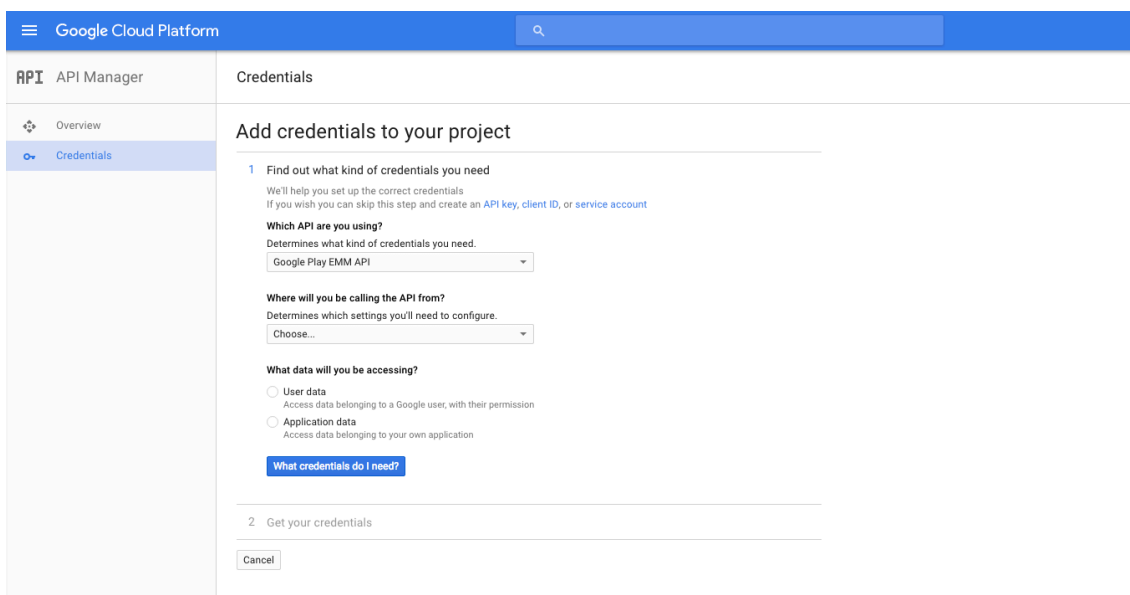 Google Cloud Platform
API API Manager
Credentials
Overview
Credentials
Add credentials to your project
1 Find out what kind of credentials you need
We'll help you set up the correct credentials
If you wish you can skip this step and create an API key, client ID, or service account
Which API are you using?
Determines what kind of credentials you need.
Google Play EMM API
Where will you be calling the API from?
Determines which settings you'll need to configure.
Choose...
What data will you be accessing?
User data
Access data belonging to a Google user, with their permission
Application data
Access data belonging to your own application
What credentials do I need?
2 Get your credentials
Cancel